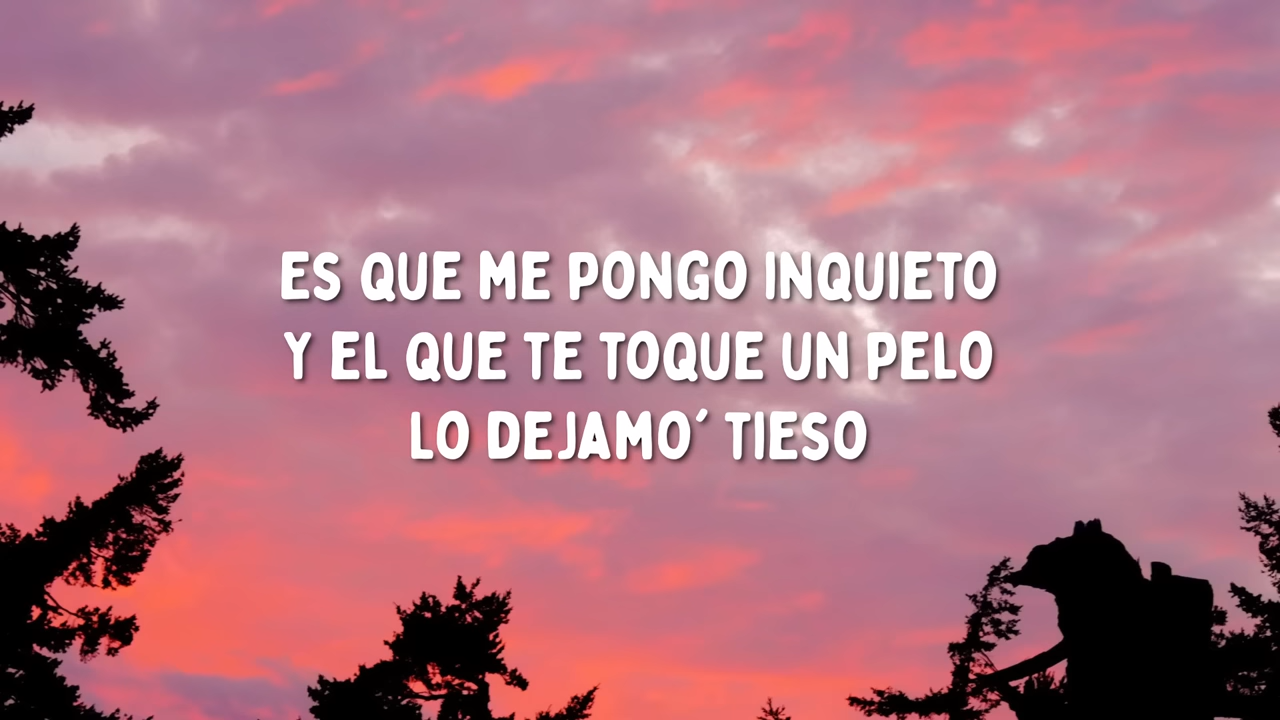 ES QUE ME PONGO INQUIETO
Y EL QUE TE TOQUE UN PELO
LO DEJAMO´ TIESO